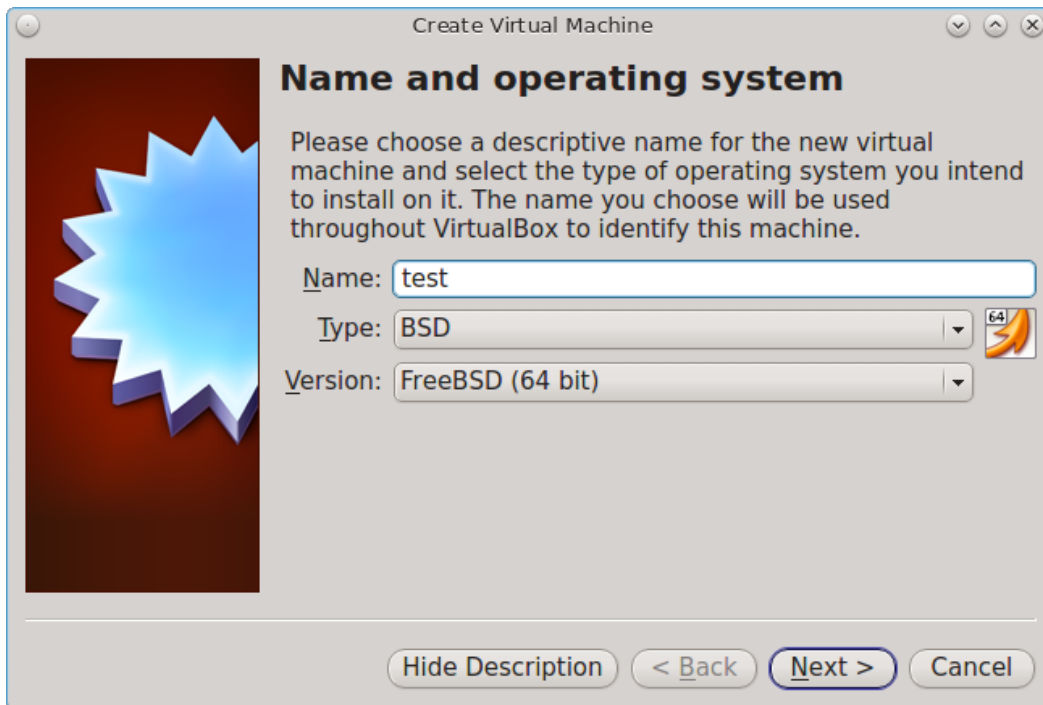 Create Virtual Machine
Name and operating system
Please choose a descriptive name for the new virtual
machine and select the type of operating system you intend
to install on it. The name you choose will be used
throughout VirtualBox to identify this machine.
Name: test
Type: BSD 64
Version: FreeBSD (64 bit)
Hide Description < Back Next > Cancel